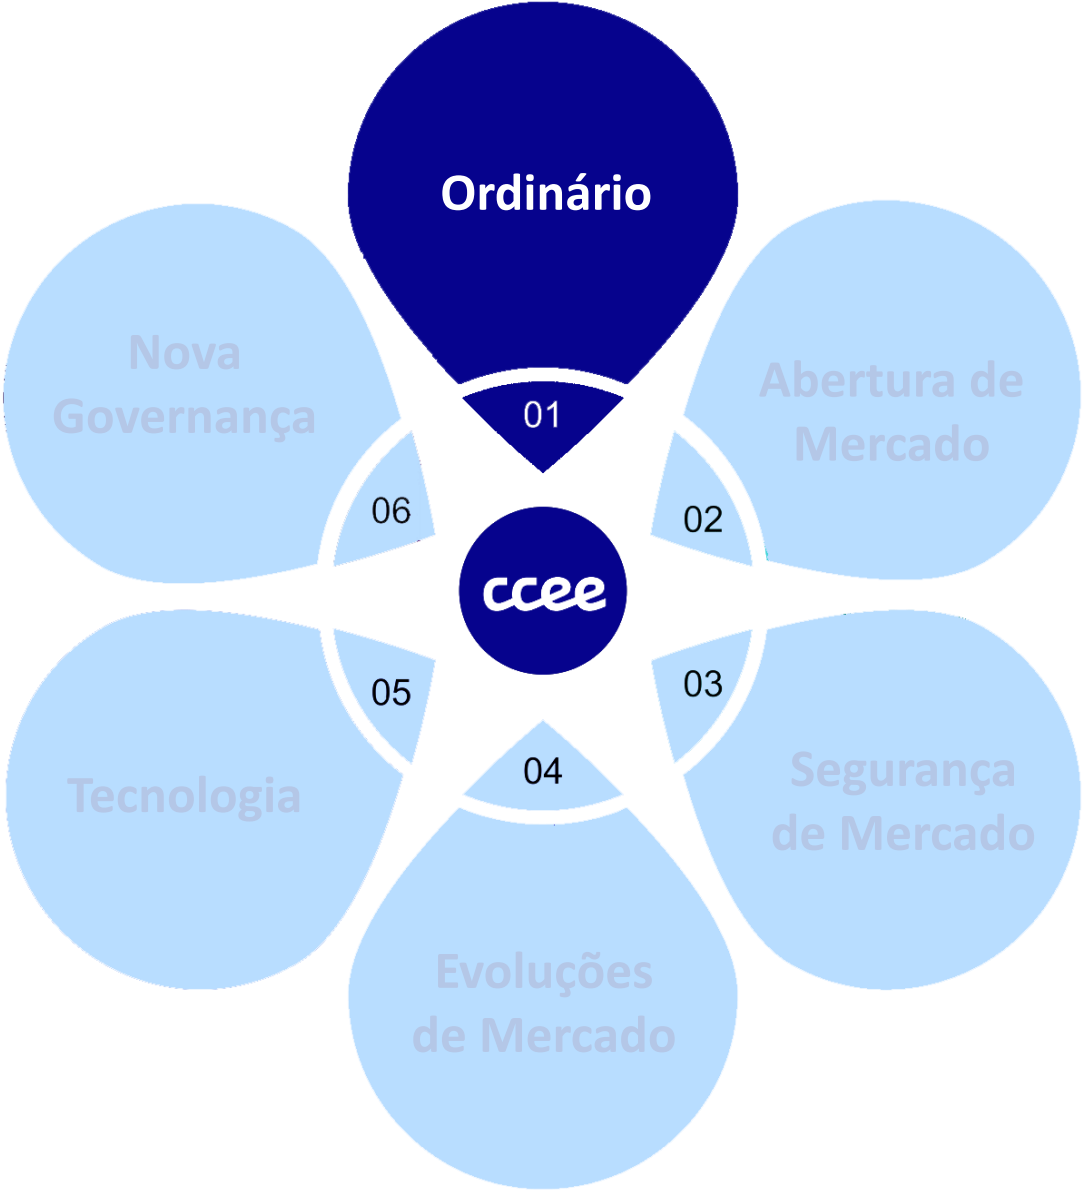 Ordinário
01
Abertura de
Mercado
02
Segurança
de Mercado
03
Evoluções
de Mercado
04
Tecnologia
05
Nova
Governança
06
ccee